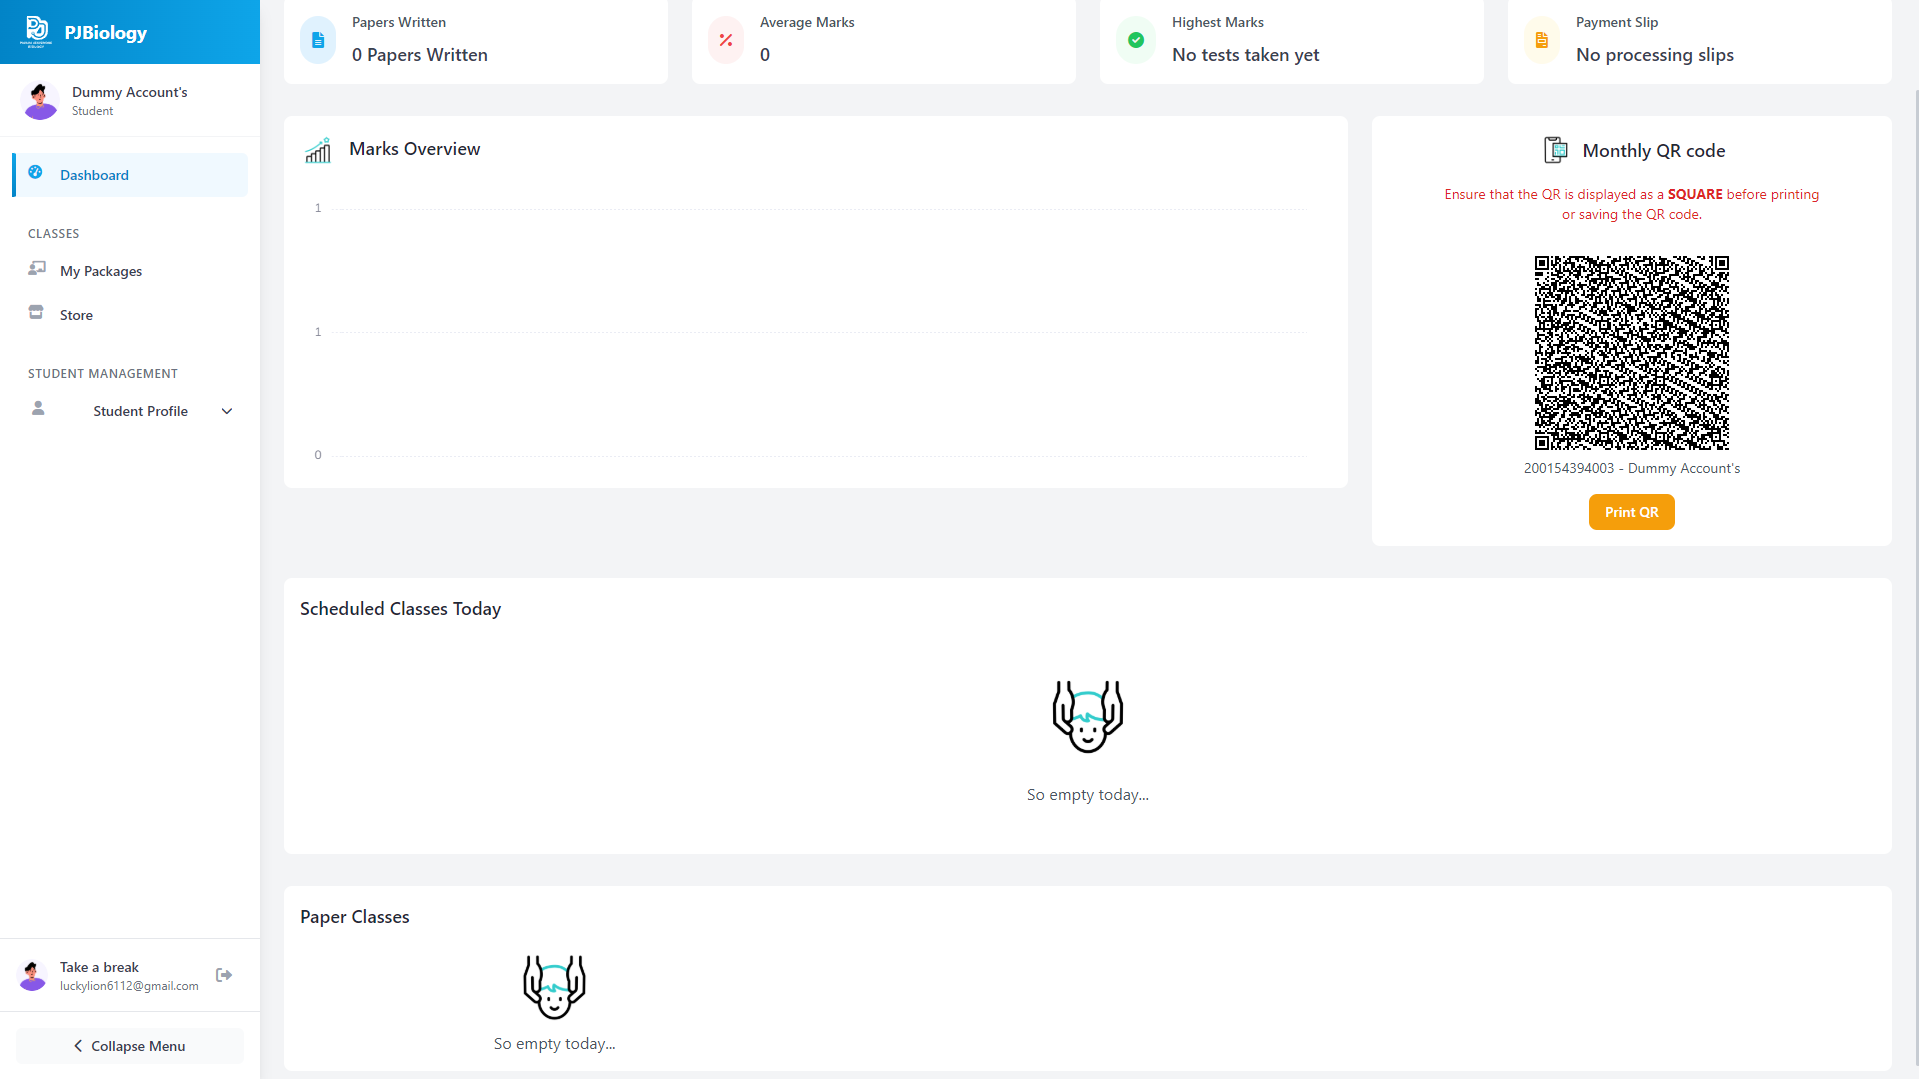 PJBiology
Dummy Account's
Student
Dashboard
CLASSES
My Packages
Store
STUDENT MANAGEMENT
Student Profile
Take a break
luckylion6112@gmail.com
Collapse Menu
Papers Written
0 Papers Written
Average Marks
0
Highest Marks
No tests taken yet
Payment Slip
No processing slips
Marks Overview
1
1
0
Monthly QR code
Ensure that the QR is displayed as a SQUARE before printing
or saving the QR code.
200154394003 - Dummy Account's
Print QR
Scheduled Classes Today
So empty today...
Paper Classes
So empty today...